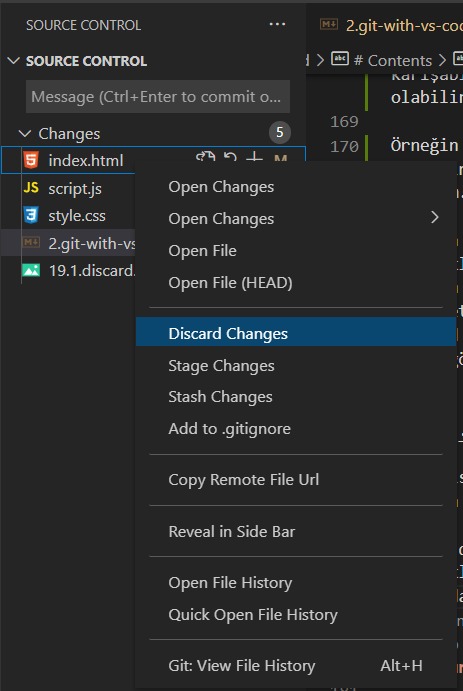 SOURCE CONTROL
2.git-with-vs-cod
SOURCE CONTROL
# Contents
Message (Ctrl+Enter to commit o...
olabilir
Changes
5
169
index.html
M
170
Örneğin
JS script.js
style.css
2.git-with-vs
19.1.discard.
Open Changes
Open Changes
Open File
Open File (HEAD)
Discard Changes
Stage Changes
Stash Changes
Add to .gitignore
Copy Remote File Url
Reveal in Side Bar
Open File History
Quick Open File History
Git: View File History Alt+H